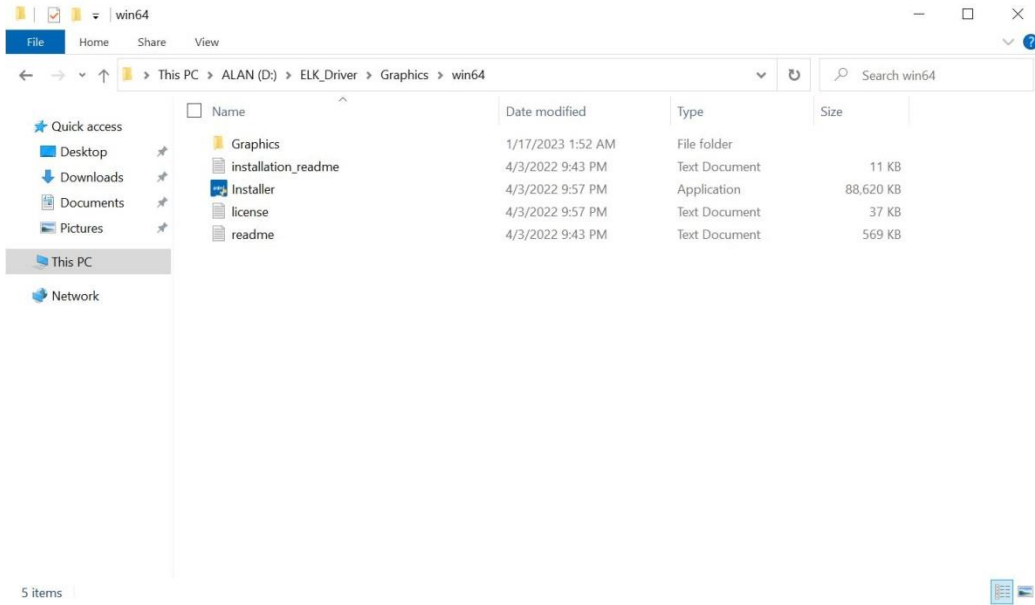 win64
File Home Share View
This PC > ALAN (D:) > ELK_Driver > Graphics > win64
Search win64
Name Date modified Type Size
Quick access
Desktop
Downloads
Documents
Pictures
This PC
Network
Graphics 1/17/2023 1:52 AM File folder
installation_readme 4/3/2022 9:43 PM Text Document 11 KB
Installer 4/3/2022 9:57 PM Application 88,620 KB
license 4/3/2022 9:57 PM Text Document 37 KB
readme 4/3/2022 9:43 PM Text Document 569 KB
5 items